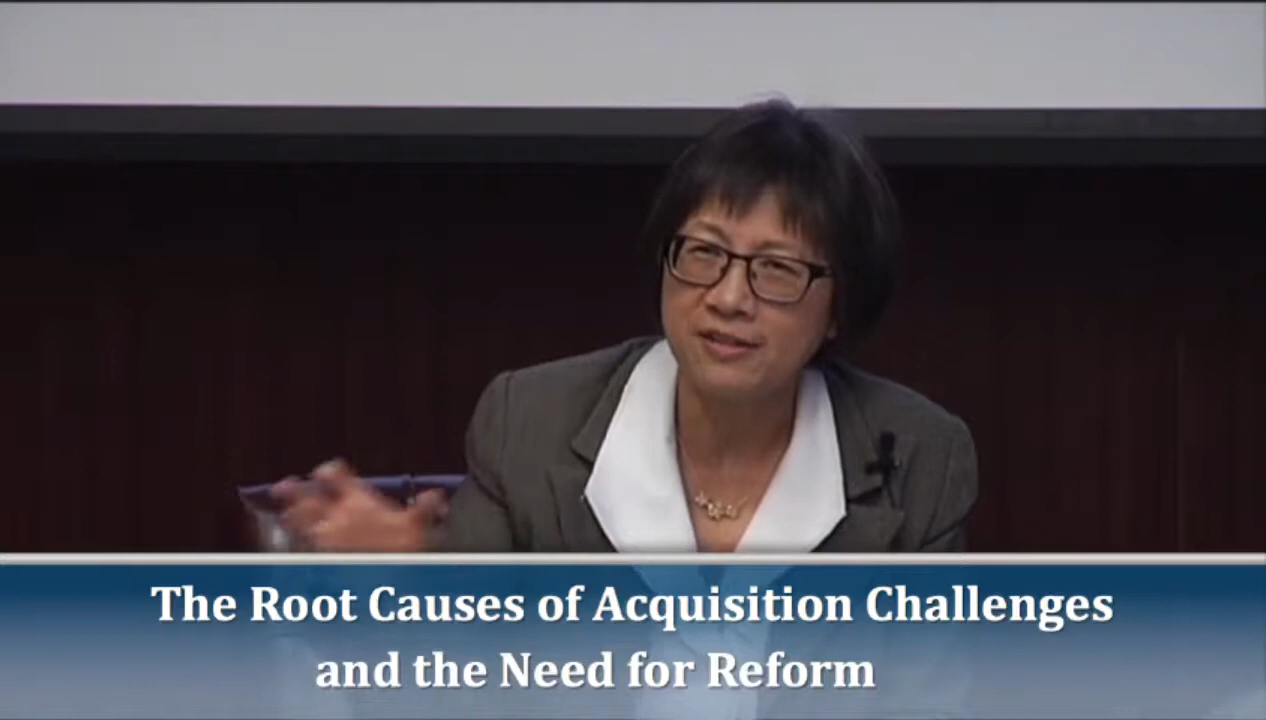 The Root Causes of Acquisition Challenges
and the Need for Reform